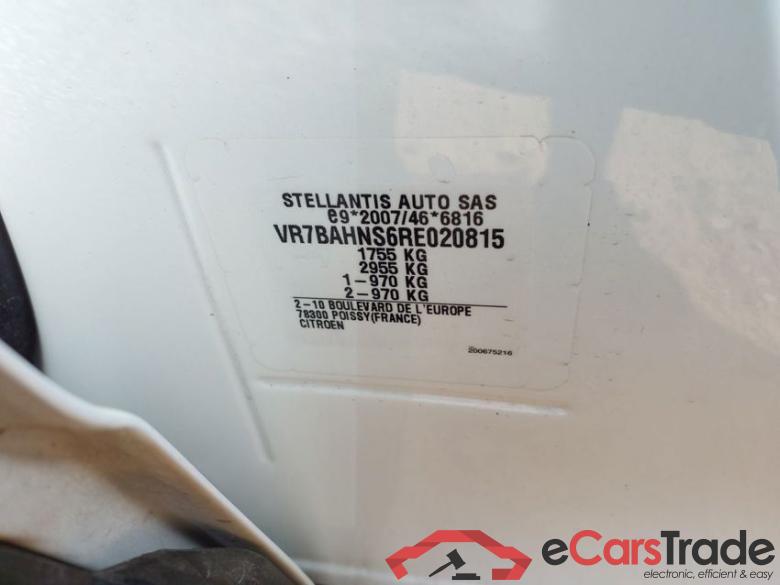 STELLANTIS AUTO SAS
e9*2007/46*6816
VR7BAHNS6RE020815
1755 KG
2955 KG
1-970 KG
2-970 KG
2-10 BOULEVARD DE L'EUROPE
78300 POISSY(FRANCE)
CITROEN
200675216
eCarsTrade
electronic, efficient & easy